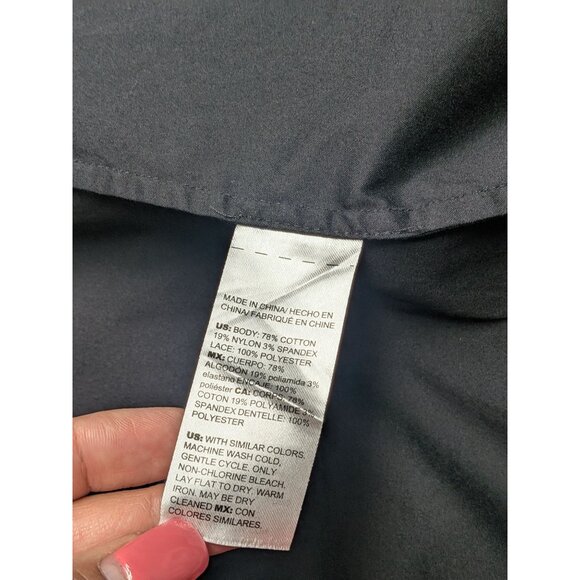 MADE IN CHINA/ HECHO EN
CHINA/ FABRIQUÉ EN CHINE
US: BODY: 78% COTTON
19% NYLON 3% SPANDEX
LACE: 100% POLYESTER
MX: CUERPO: 78%
ALGODÓN 19% poliamida 3%
elastano ENCAJE: 100%
poliéster CA: CORPS: 78%
COTON 19% POLYAMIDE 3%
SPANDEX DENTELLE: 100%
POLYESTER
US: WITH SIMILAR COLORS.
MACHINE WASH COLD,
GENTLE CYCLE. ONLY
NON-CHLORINE BLEACH.
LAY FLAT TO DRY. WARM
IRON. MAY BE DRY
CLEANED MX: CON
COLORES SIMILARES.